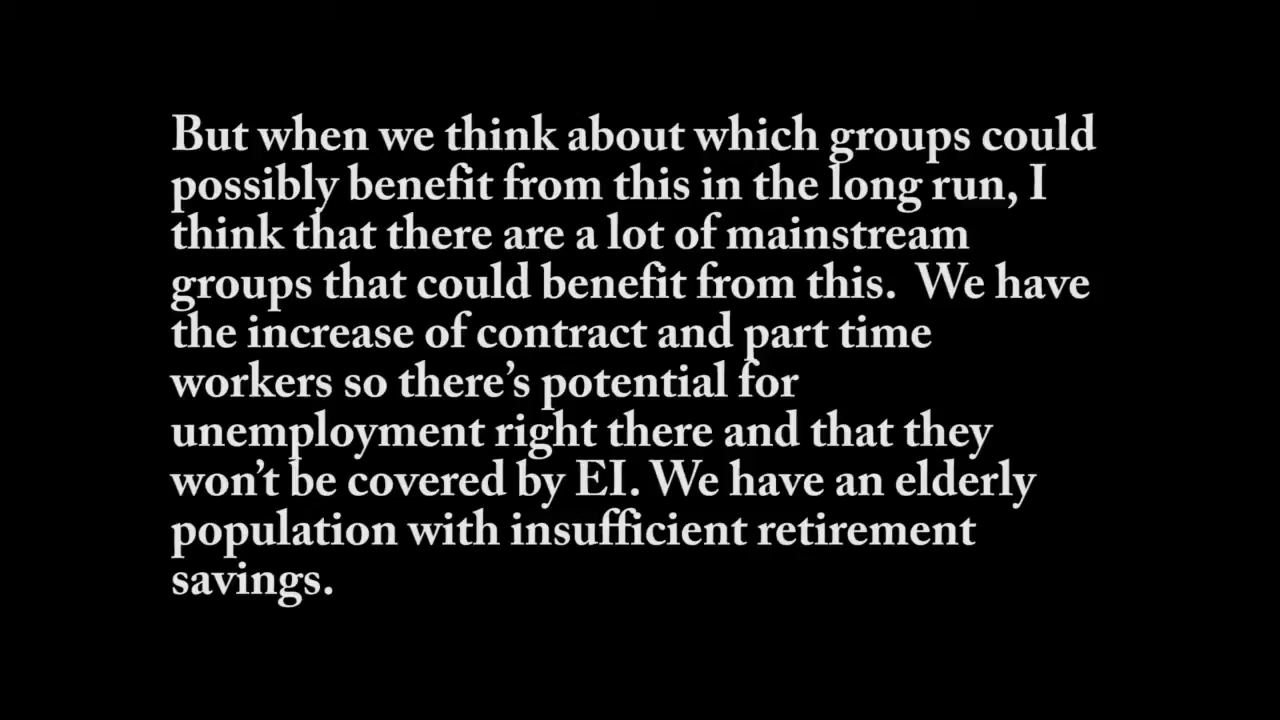 But when we think about which groups could
possibly benefit from this in the long run, I
think that there are a lot of mainstream
groups that could benefit from this.  We have
the increase of contract and part time
workers so there’s potential for
unemployment right there and that they
won’t be covered by EI. We have an elderly
population with insufficient retirement
savings.